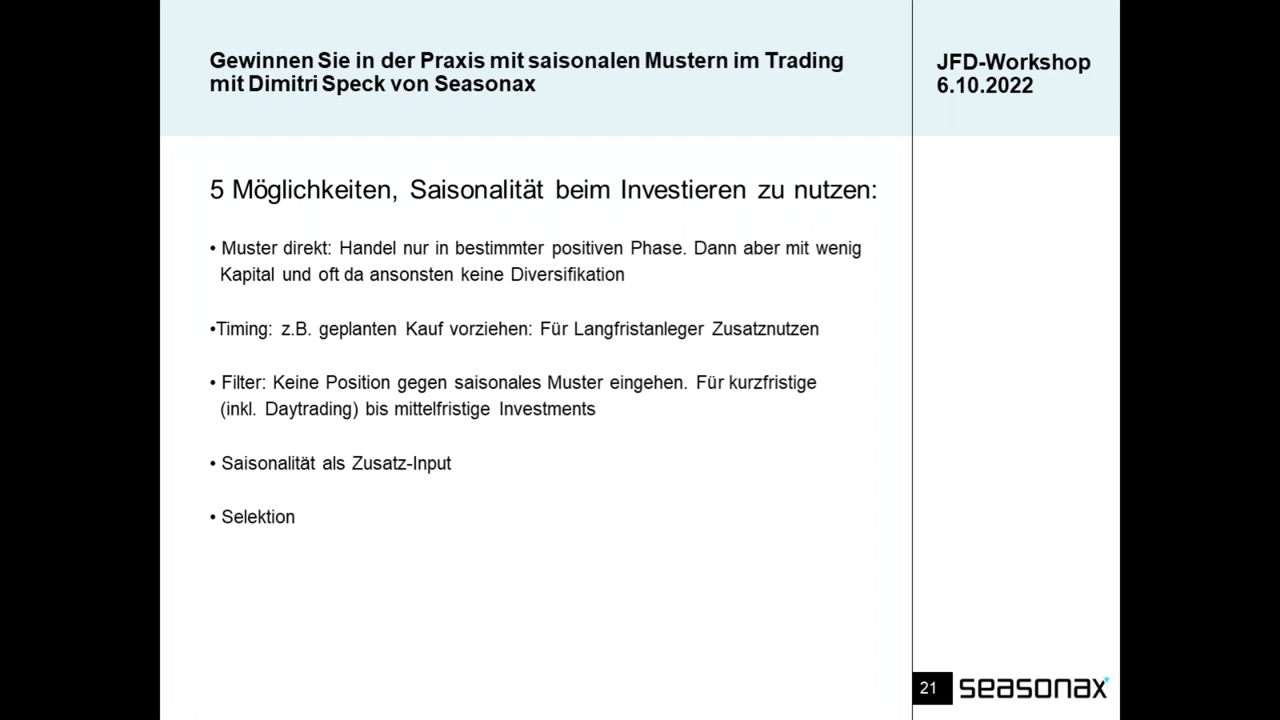 Gewinnen Sie in der Praxis mit saisonalen Mustern im Trading
mit Dimitri Speck von Seasonax
JFD-Workshop
6.10.2022
5 Möglichkeiten, Saisonalität beim Investieren zu nutzen:
• Muster direkt: Handel nur in bestimmter positiven Phase. Dann aber mit wenig
Kapital und oft da ansonsten keine Diversifikation
•Timing: z.B. geplanten Kauf vorziehen: Für Langfristanleger Zusatznutzen
• Filter: Keine Position gegen saisonales Muster eingehen. Für kurzfristige
(inkl. Daytrading) bis mittelfristige Investments
• Saisonalität als Zusatz-Input
• Selektion
21
seasonax